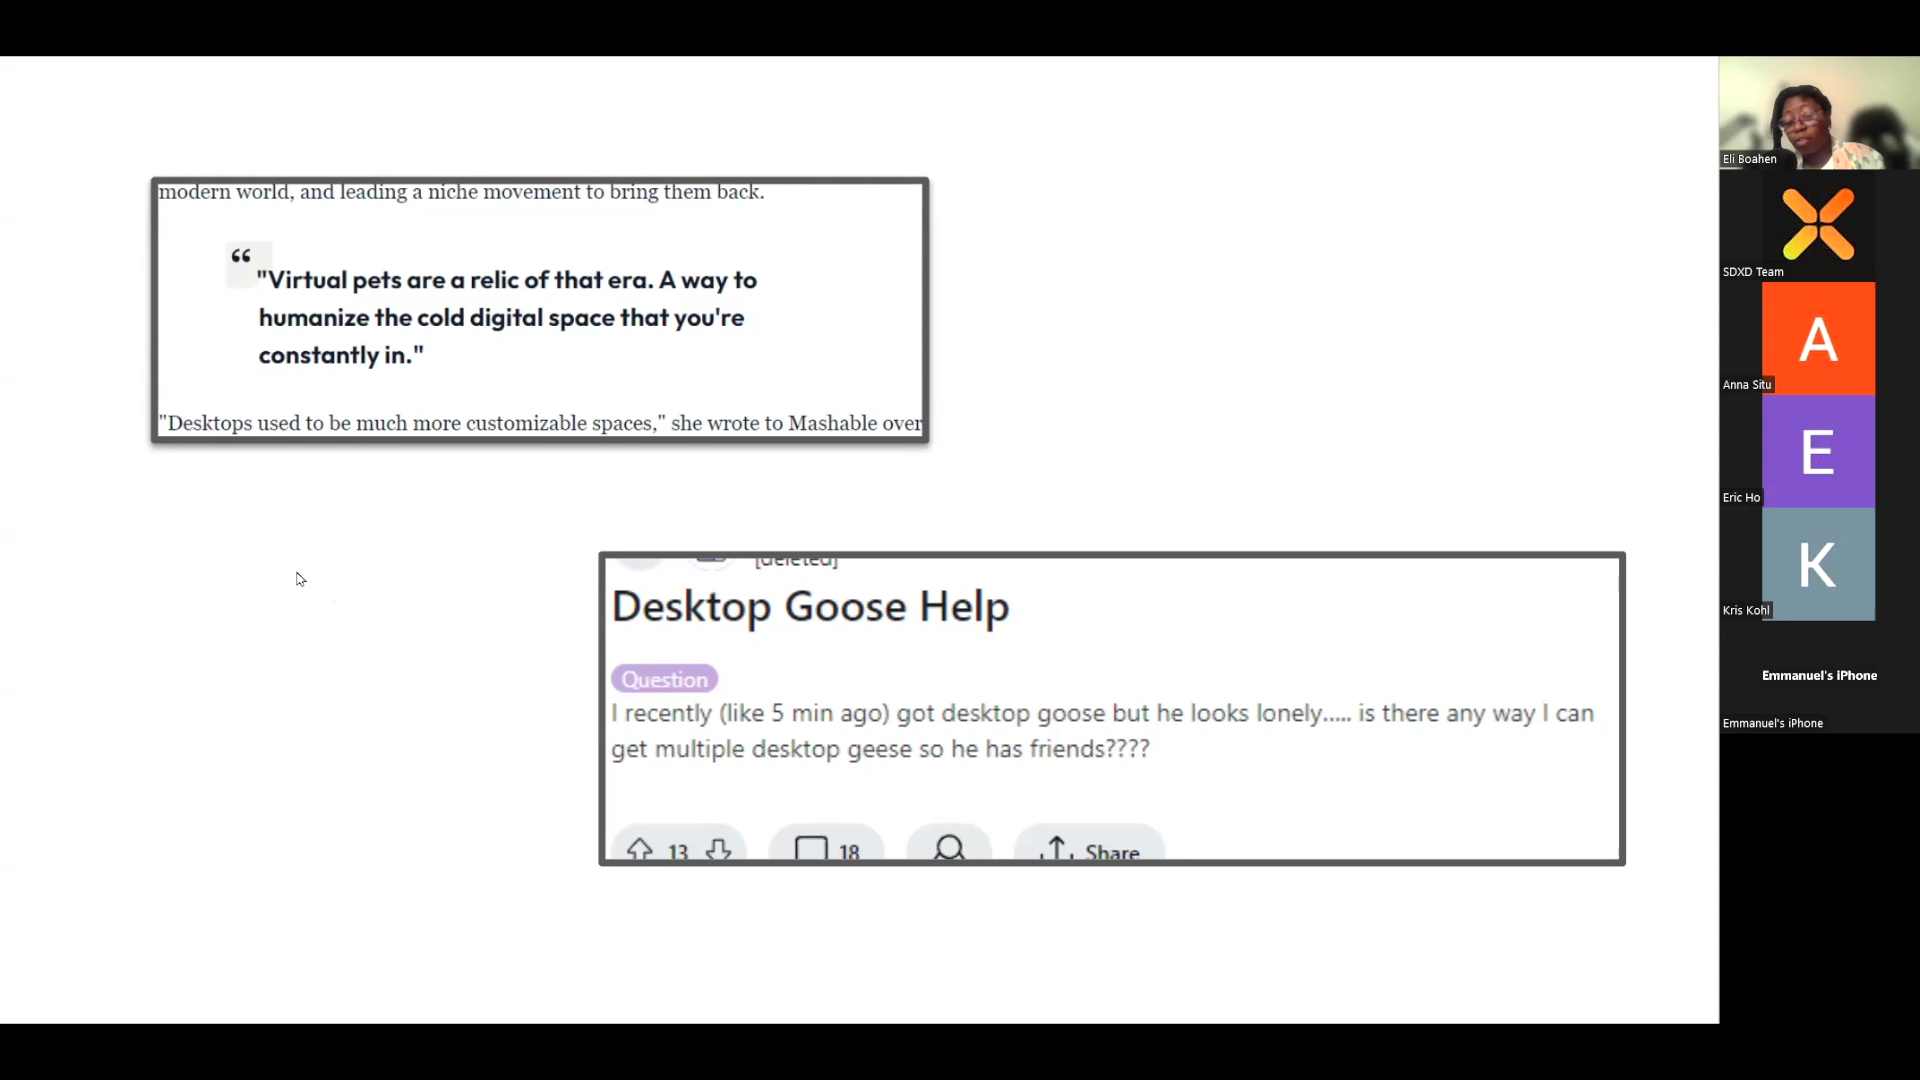 modern world, and leading a niche movement to bring them back.
“
"Virtual pets are a relic of that era. A way to
humanize the cold digital space that you're
constantly in."
"Desktops used to be much more customizable spaces," she wrote to Mashable over
[deleted]
Desktop Goose Help
Question
I recently (like 5 min ago) got desktop goose but he looks lonely..... is there any way I can
get multiple desktop geese so he has friends????
13
18
Share
Eli Boahen
SDXD Team
A
Anna Situ
E
Eric Ho
K
Kris Kohl
Emmanuel's iPhone
Emmanuel's iPhone